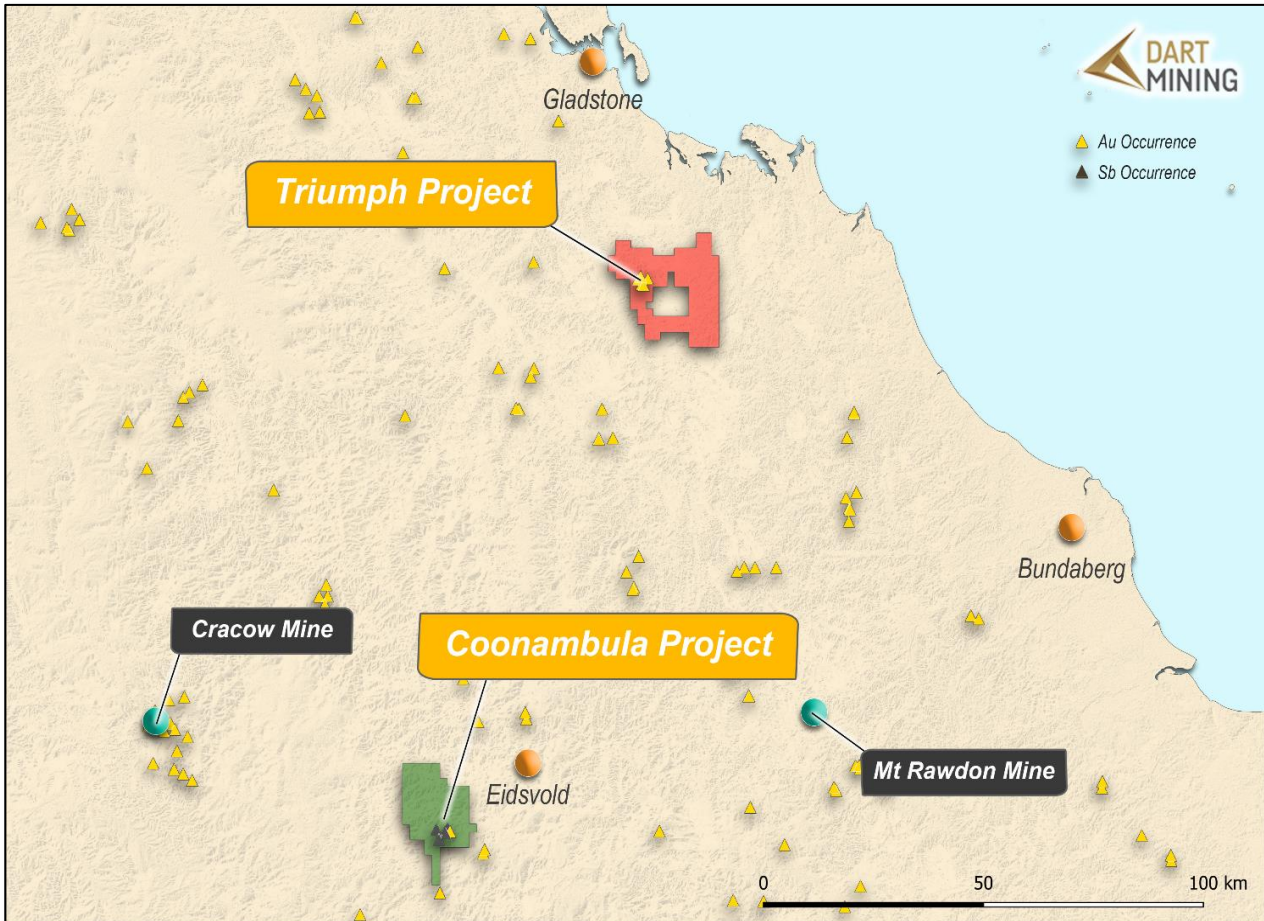 DART
MINING
Gladstone
Au Occurrence
Sb Occurrence
Triumph Project
Bundaberg
Cracow Mine
Coonambula Project
Mt Rawdon Mine
Eidsvold
0 50 100 km